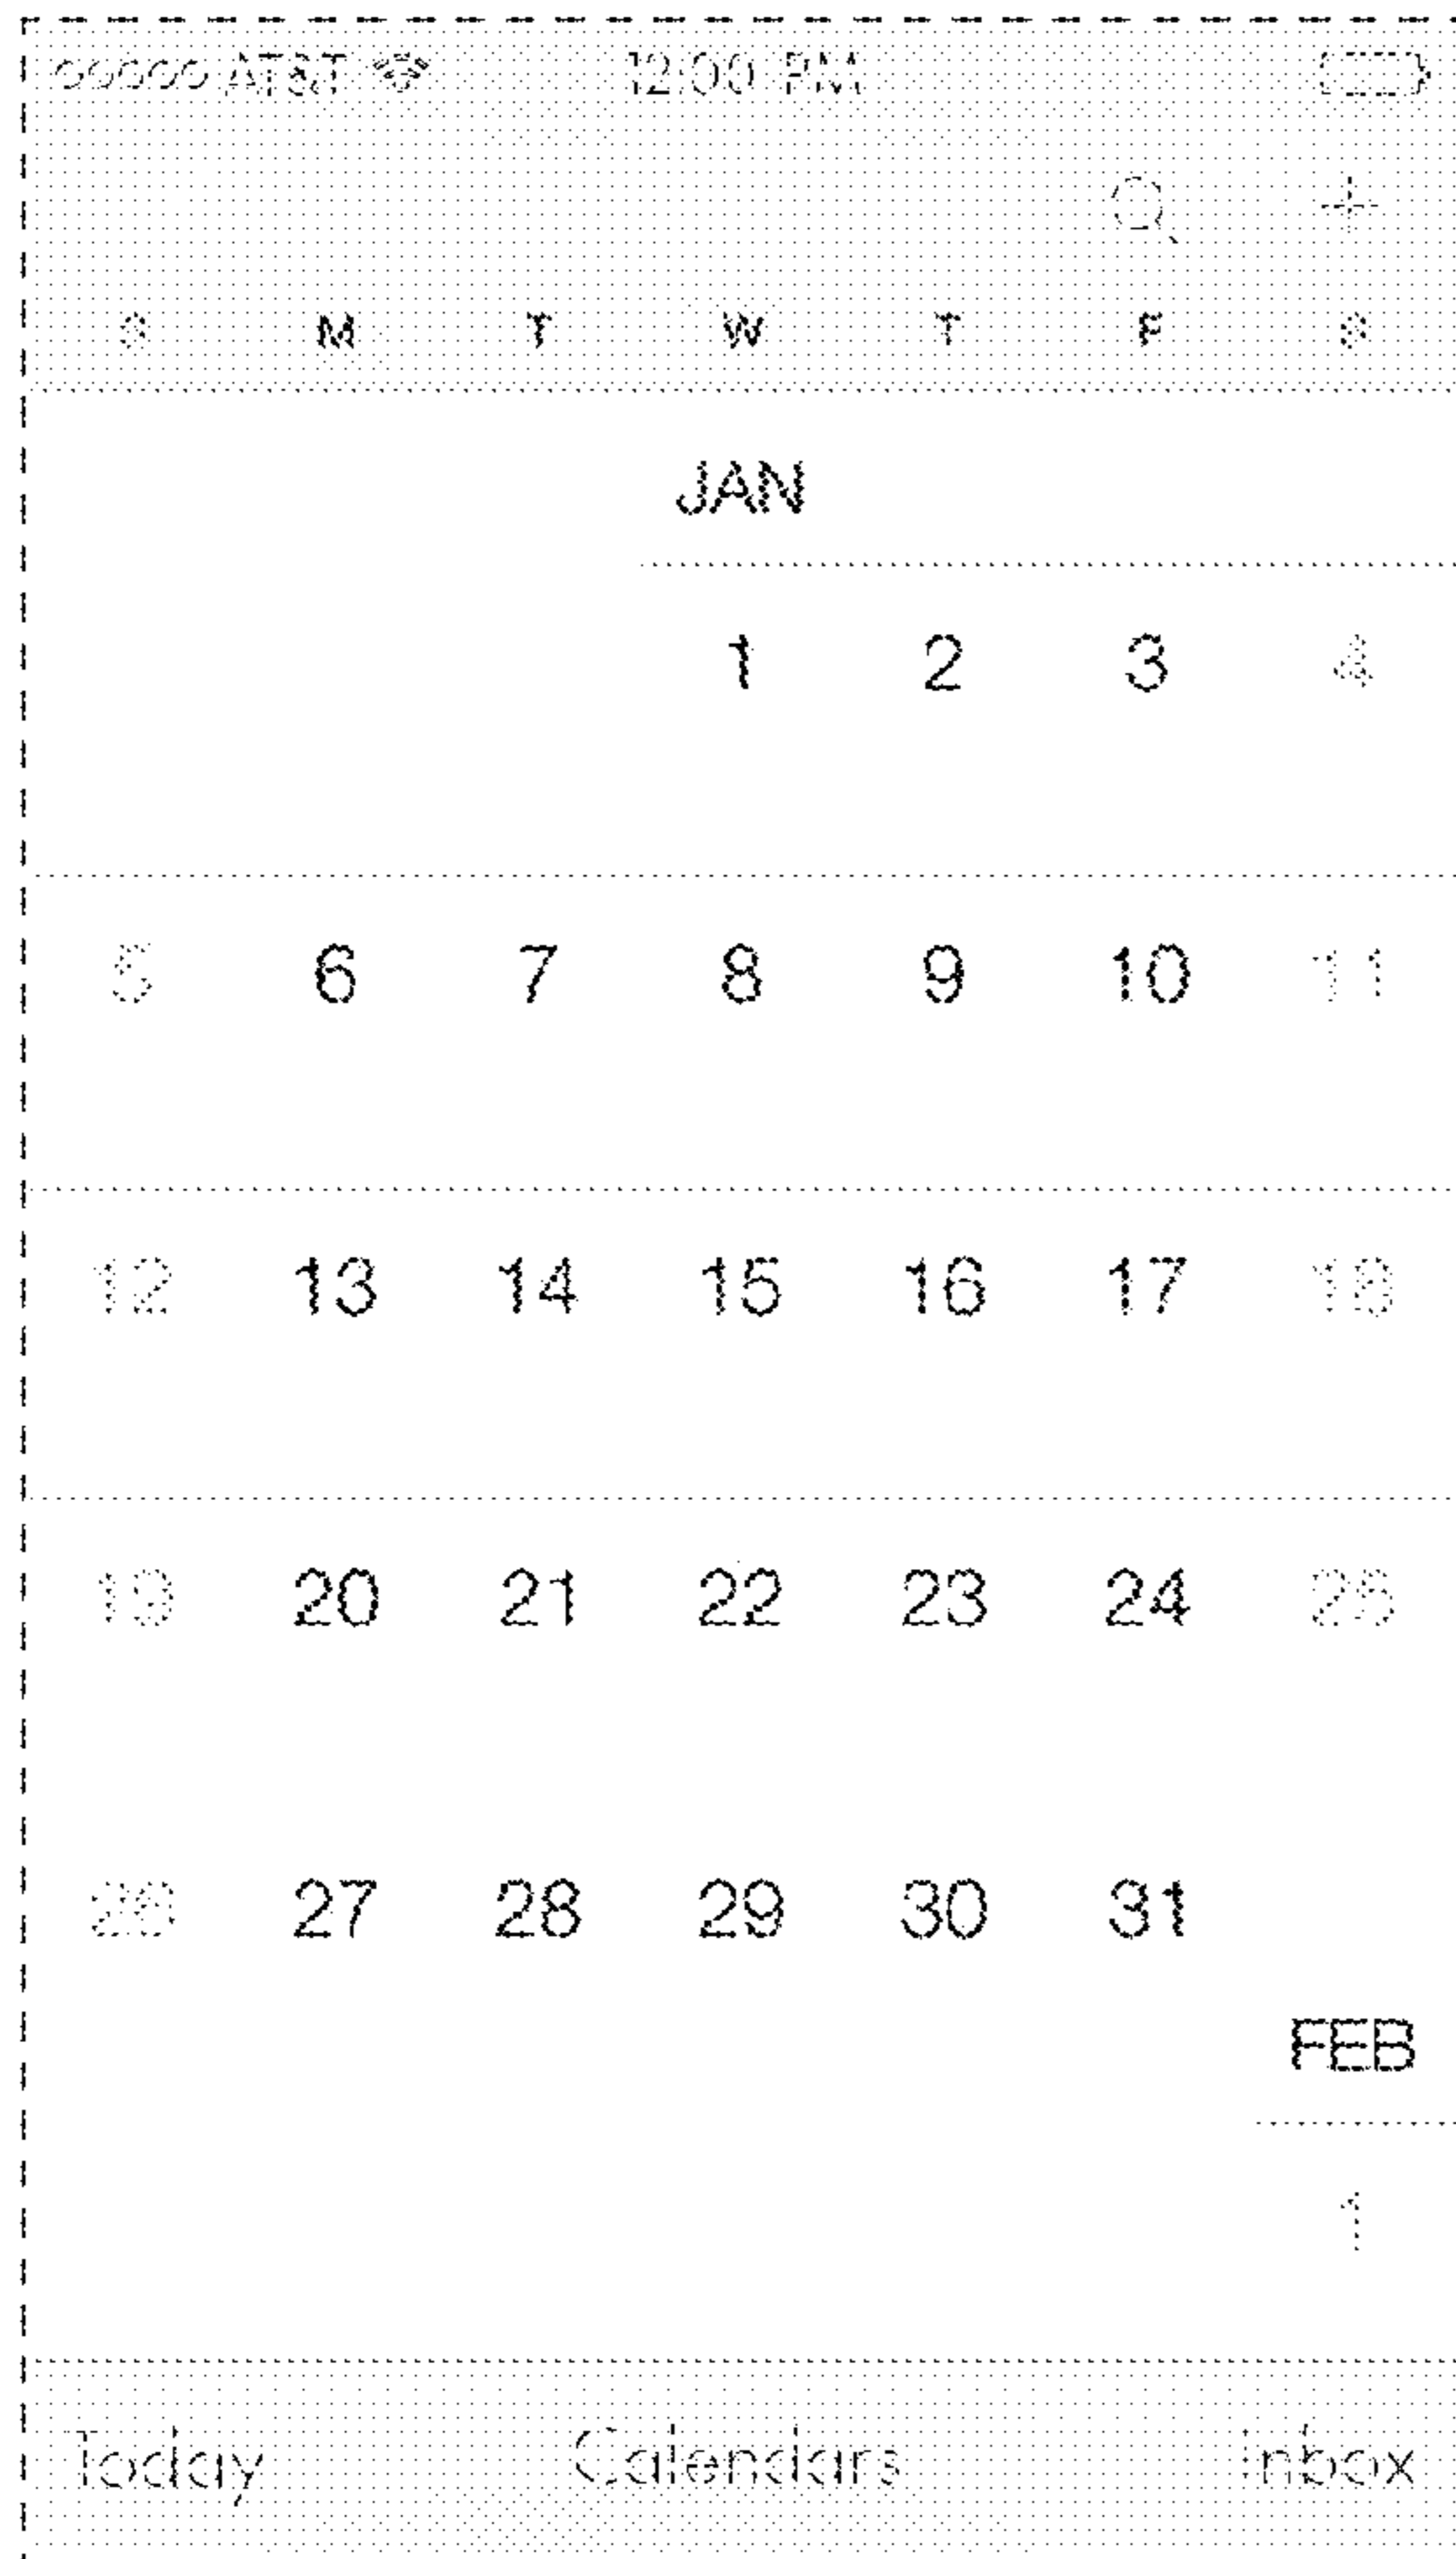 AT&T 12:00 PM
S M T W T F S
JAN
1 2 3 4
5 6 7 8 9 10 11
12 13 14 15 16 17 18
19 20 21 22 23 24 25
26 27 28 29 30 31
FEB
1
Today Calendars Inbox